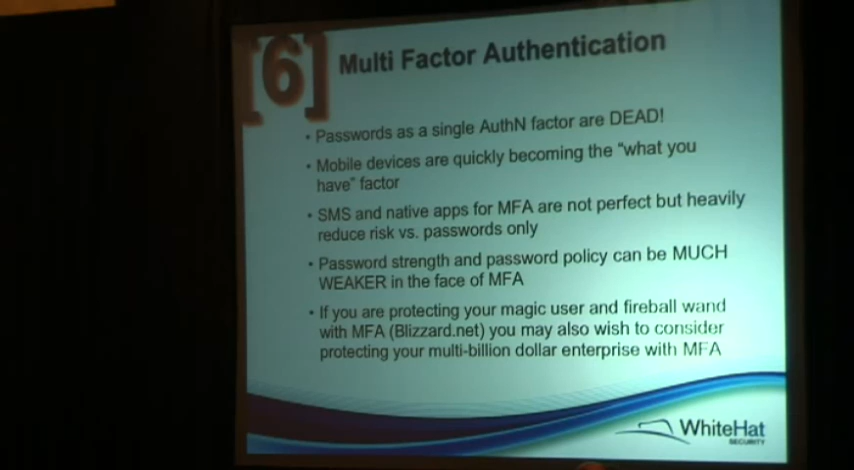 [6] Multi Factor Authentication
• Passwords as a single AuthN factor are DEAD!
• Mobile devices are quickly becoming the "what you
have" factor
• SMS and native apps for MFA are not perfect but heavily
reduce risk vs. passwords only
• Password strength and password policy can be MUCH
WEAKER in the face of MFA
• If you are protecting your magic user and fireball wand
with MFA (Blizzard.net) you may also wish to consider
protecting your multi-billion dollar enterprise with MFA
WhiteHat
SECURITY